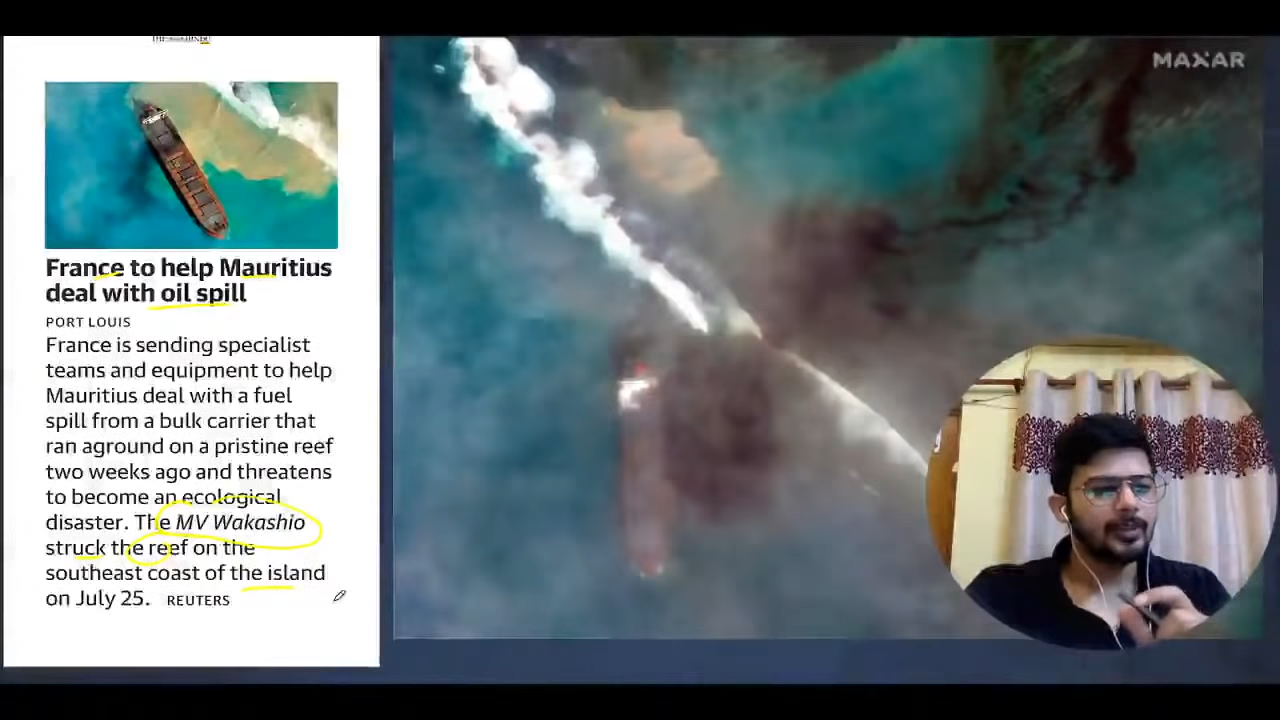 MAXAR
France to help Mauritius
deal with oil spill
PORT LOUIS
France is sending specialist
teams and equipment to help
Mauritius deal with a fuel
spill from a bulk carrier that
ran aground on a pristine reef
two weeks ago and threatens
to become an ecological
disaster. The MV Wakashio
struck the reef on the
southeast coast of the island
on July 25. REUTERS